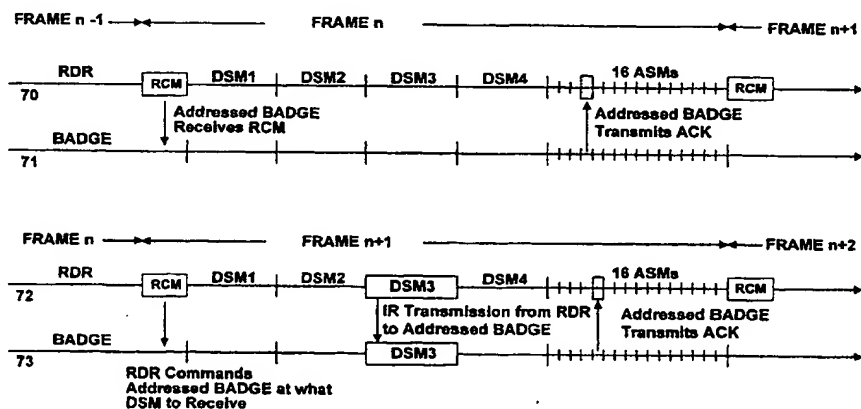 FRAME n -1
FRAME n
FRAME n+1
RDR
RCM
DSM1
DSM2
DSM3
DSM4
16 ASMs
RCM
70
Addressed BADGE
Receives RCM
Addressed BADGE
Transmits ACK
BADGE
71
FRAME n
FRAME n+1
FRAME n+2
RDR
RCM
DSM1
DSM2
DSM3
DSM4
16 ASMs
RCM
72
IR Transmission from RDR
to Addressed BADGE
Addressed BADGE
Transmits ACK
BADGE
DSM3
73
RDR Commands
Addressed BADGE at what
DSM to Receive